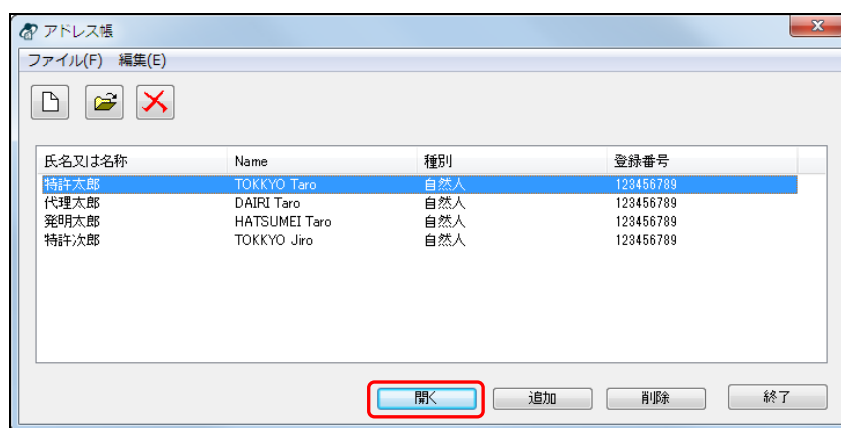 アドレス帳
ファイル(F) 編集(E)
氏名又は名称 Name 種別 登録番号
特許太郎 TOKKYO Taro 自然人 123456789
代理太郎 DAIRI Taro 自然人 123456789
発明太郎 HATSUMEI Taro 自然人 123456789
特許次郎 TOKKYO Jiro 自然人 123456789
開く 追加 削除 終了